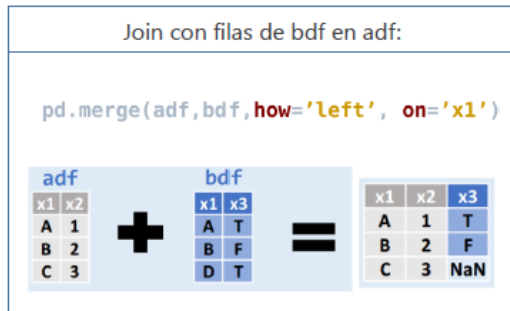 Join con filas de bdf en adf:
pd.merge(adf,bdf,how='left', on='x1')
adf bdf
x1 x2 x1 x3 x1 x2 x3
A 1 A T A 1 T
B 2 B F B 2 F
C 3 D T C 3 NaN